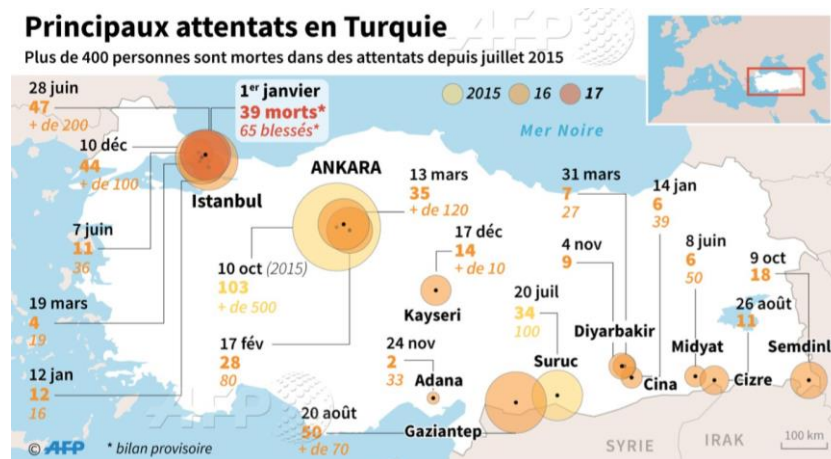 Principaux attentats en Turquie
Plus de 400 personnes sont mortes dans des attentats depuis juillet 2015
2015
16
17
Mer Noire
28 juin
47
+ de 200
1er janvier
39 morts*
65 blessés*
10 déc
44
+ de 100
Istanbul
7 juin
11
36
19 mars
4
19
12 jan
12
16
ANKARA
13 mars
35
+ de 120
10 oct (2015)
103
+ de 500
17 fév
28
80
17 déc
14
+ de 10
Kayseri
24 nov
2
33
Adana
20 août
50
+ de 70
Gaziantep
20 juil
34
100
Suruc
31 mars
7
27
4 nov
9
Diyarbakir
14 jan
6
39
Cina
8 juin
6
50
Midyat
26 août
11
Cizre
9 oct
18
Semdinl
SYRIE
IRAK
100 km
© AFP
* bilan provisoire
AFP
AFP